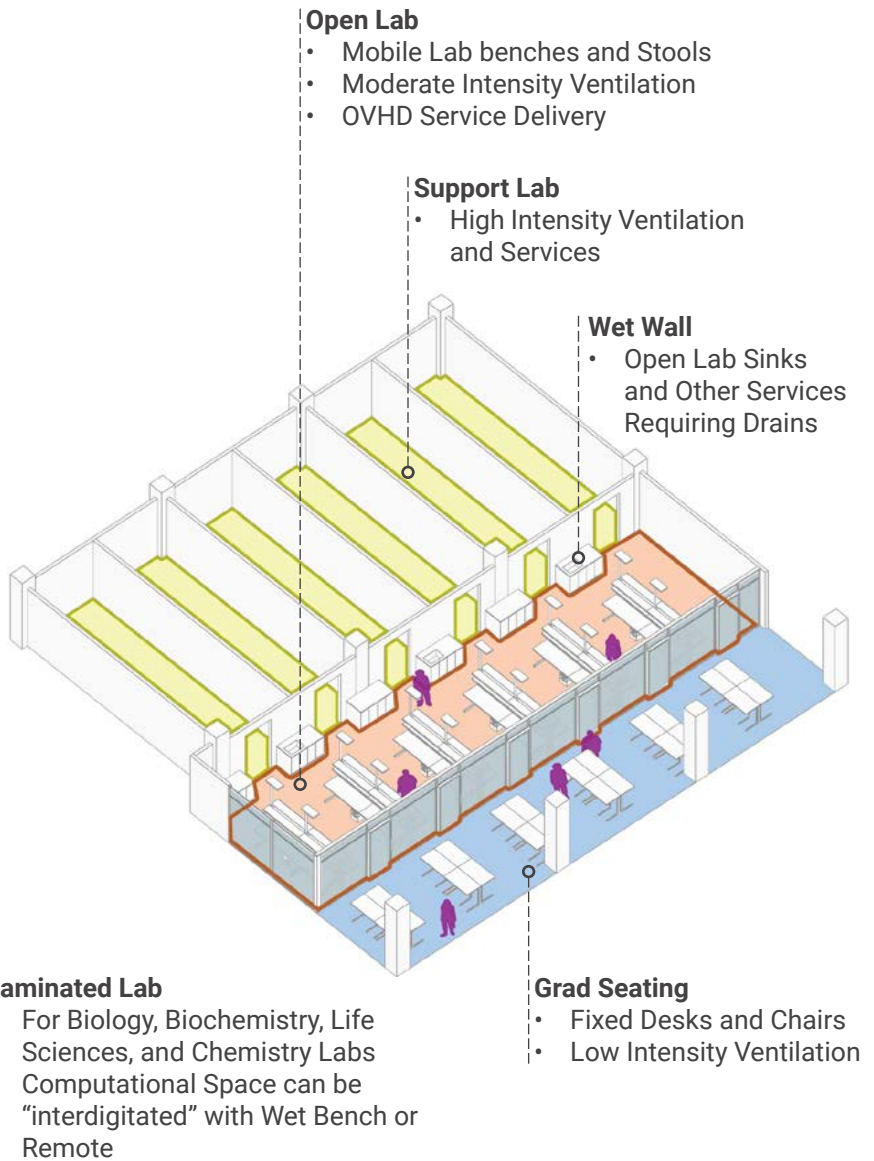 Open Lab
• Mobile Lab benches and Stools
• Moderate Intensity Ventilation
• OVHD Service Delivery
Support Lab
• High Intensity Ventilation
and Services
Wet Wall
• Open Lab Sinks
and Other Services
Requiring Drains
aminated Lab
For Biology, Biochemistry, Life
Sciences, and Chemistry Labs
Computational Space can be
“interdigitated” with Wet Bench or
Remote
Grad Seating
• Fixed Desks and Chairs
• Low Intensity Ventilation